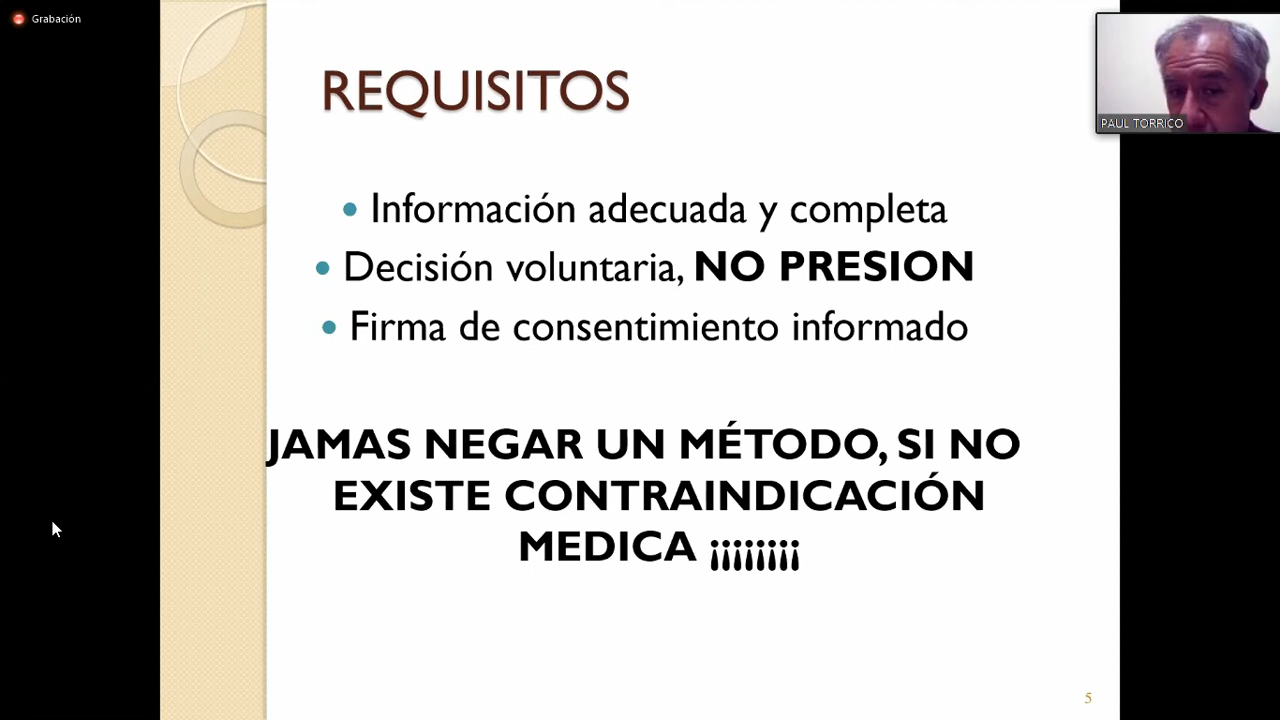 Grabación
REQUISITOS
PAUL TORRICO
• Información adecuada y completa
• Decisión voluntaria, NO PRESION
• Firma de consentimiento informado
JAMAS NEGAR UN MÉTODO, SI NO
EXISTE CONTRAINDICACIÓN
MEDICA ¡¡¡¡¡¡¡¡
5